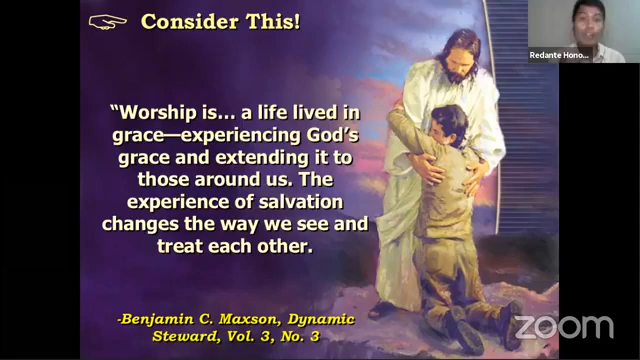 Consider This!
Redante Hono...
“Worship is… a life lived in
grace—experiencing God’s
grace and extending it to
those around us. The
experience of salvation
changes the way we see and
treat each other.
-Benjamin C. Maxson, Dynamic
Steward, Vol. 3, No. 3
zoom